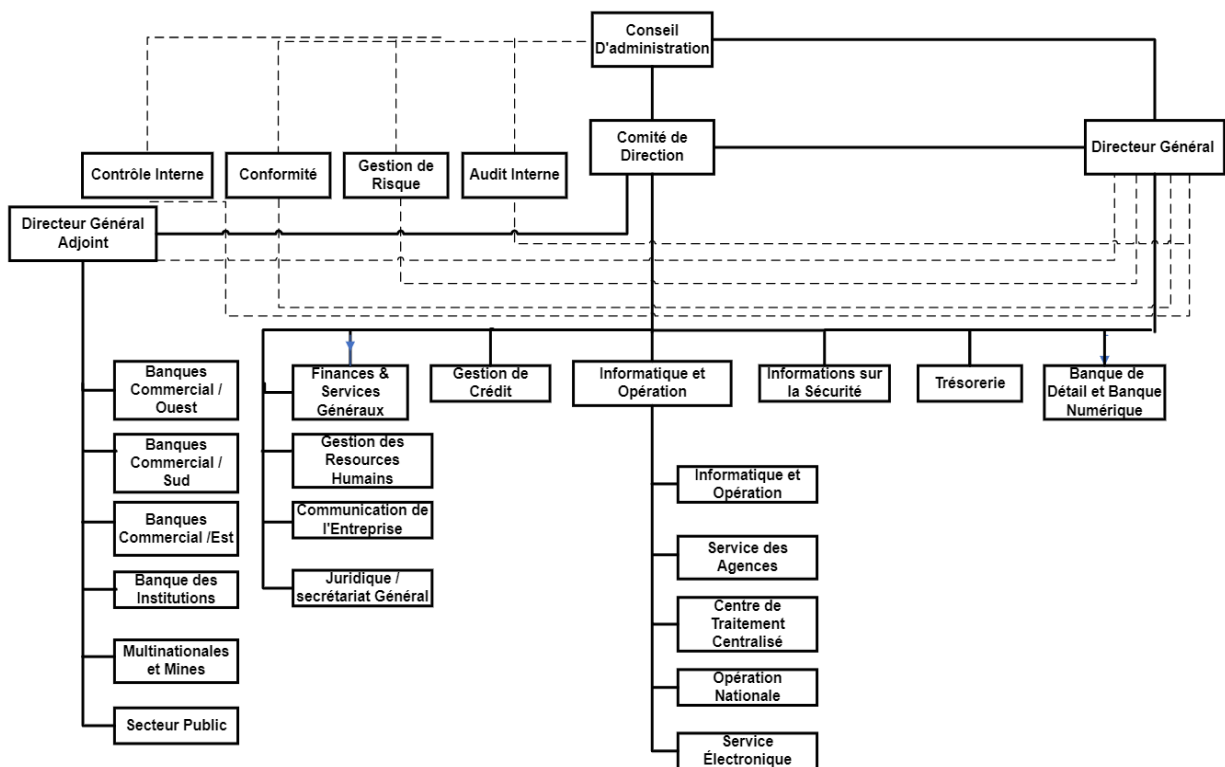 Conseil
D'administration
Comité de
Direction
Directeur Général
Contrôle Interne
Conformité
Gestion de
Risque
Audit Interne
Directeur Général
Adjoint
Banques
Commercial /
Ouest
Banques
Commercial /
Sud
Banques
Commercial /Est
Banque des
Institutions
Multinationales
et Mines
Secteur Public
Finances &
Services
Généraux
Gestion des
Resources
Humains
Communication de
l'Entreprise
Juridique /
secrétariat Général
Gestion de
Crédit
Informatique et
Opération
Informatique et
Opération
Service des
Agences
Centre de
Traitement
Centralisé
Opération
Nationale
Service
Électronique
Informations sur
la Sécurité
Trésorerie
Banque de
Détail et Banque
Numérique